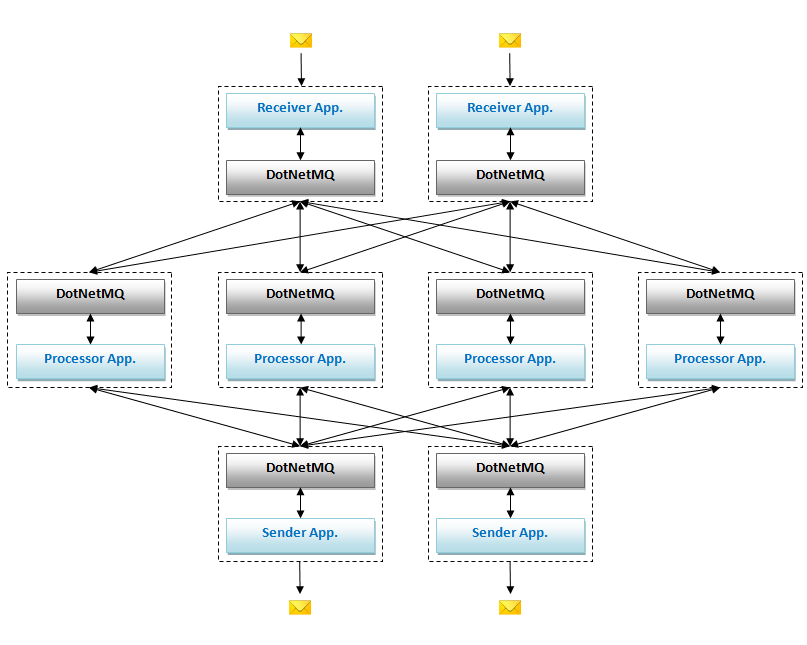 Receiver App.
Receiver App.
DotNetMQ
DotNetMQ
DotNetMQ
DotNetMQ
DotNetMQ
DotNetMQ
Processor App.
Processor App.
Processor App.
Processor App.
DotNetMQ
DotNetMQ
Sender App.
Sender App.